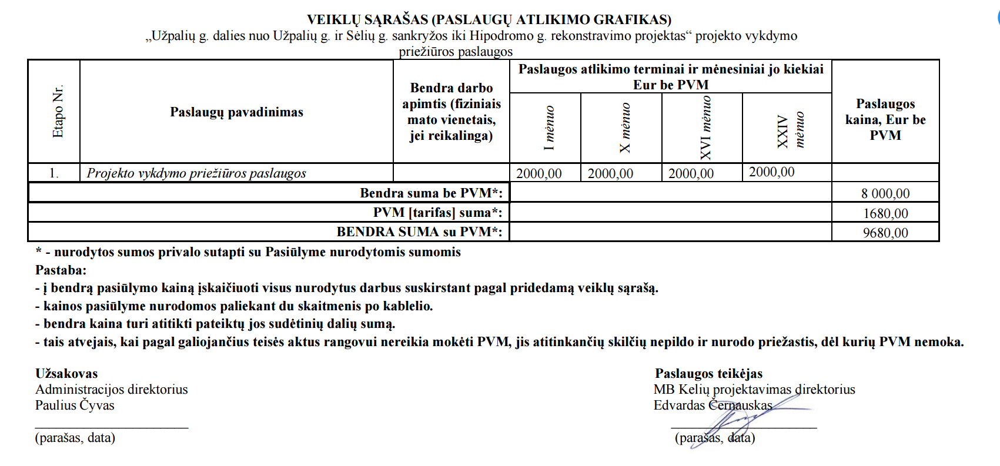 VEIKLŲ SĄRAŠAS (PASLAUGŲ ATLIKIMO GRAFIKAS)
„Užpalių g. dalies nuo Užpalių g. ir Sėlių g. sankryžos iki Hipodromo g. rekonstravimo projektas“ projekto vykdymo
priežiūros paslaugos
Etapo Nr.
Paslaugų pavadinimas
Bendra darbo
apimtis (fiziniais
mato vienetais,
jei reikalinga)
Paslaugos atlikimo terminai ir mėnesiniai jo kiekiai
Eur be PVM
I mėnuo
X mėnuo
XVI mėnuo
XXIV
mėnuo
Paslaugos
kaina, Eur be
PVM
1. Projekto vykdymo priežiūros paslaugos 2000,00 2000,00 2000,00 2000,00
Bendra suma be PVM*: 8 000,00
PVM [tarifas] suma*: 1680,00
BENDRA SUMA su PVM*: 9680,00
* - nurodytos sumos privalo sutapti su Pasiūlyme nurodytomis sumomis
Pastaba:
- į bendrą pasiūlymo kainą įskaičiuoti visus nurodytus darbus suskirstant pagal pridedamą veiklų sąrašą.
- kainos pasiūlyme nurodomos paliekant du skaitmenis po kablelio.
- bendra kaina turi atitikti pateiktų jos sudėtinių dalių sumą.
- tais atvejais, kai pagal galiojančius teisės aktus rangovui nereikia mokėti PVM, jis atitinkančių skilčių nepildo ir nurodo priežastis, dėl kurių PVM nemoka.
Užsakovas
Administracijos direktorius
Paulius Čyvas
(parašas, data)
Paslaugos teikėjas
MB Kelių projektavimas direktorius
Edvardas Černauskas
(parašas, data)